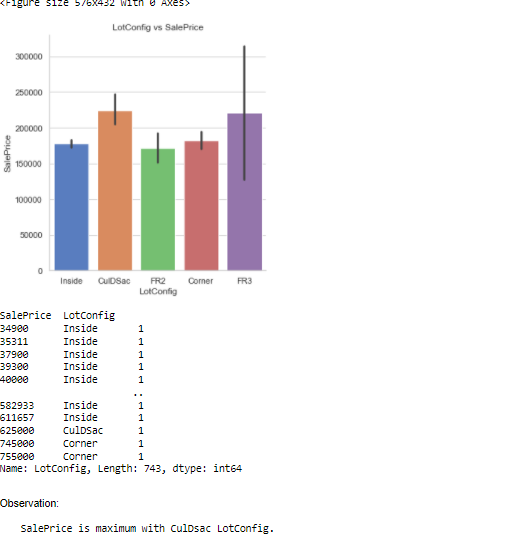 <Figure size 576x432 with 0 Axes>
LotConfig vs SalePrice
300000
250000
200000
150000
100000
50000
0
SalePrice
Inside CulDSac FR2 Corner FR3
LotConfig
SalePrice LotConfig
34900 Inside 1
35311 Inside 1
37900 Inside 1
39300 Inside 1
40000 Inside 1
..
582933 Inside 1
611657 Inside 1
625000 CulDSac 1
745000 Corner 1
755000 Corner 1
Name: LotConfig, Length: 743, dtype: int64
Observation:
SalePrice is maximum with CulDsac LotConfig.